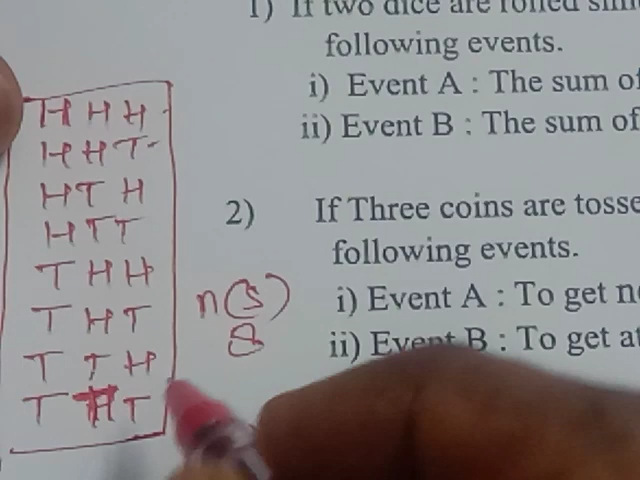 1) If two dice are rolled
following events.
i) Event A : The sum of
ii) Event B : The sum of
2) If Three coins are tosse
following events.
i) Event A : To get n
ii) Event B : To get at
H H H
H H T
H T H
H T T
T H H
T H T
T T H
T T
n(S)
8